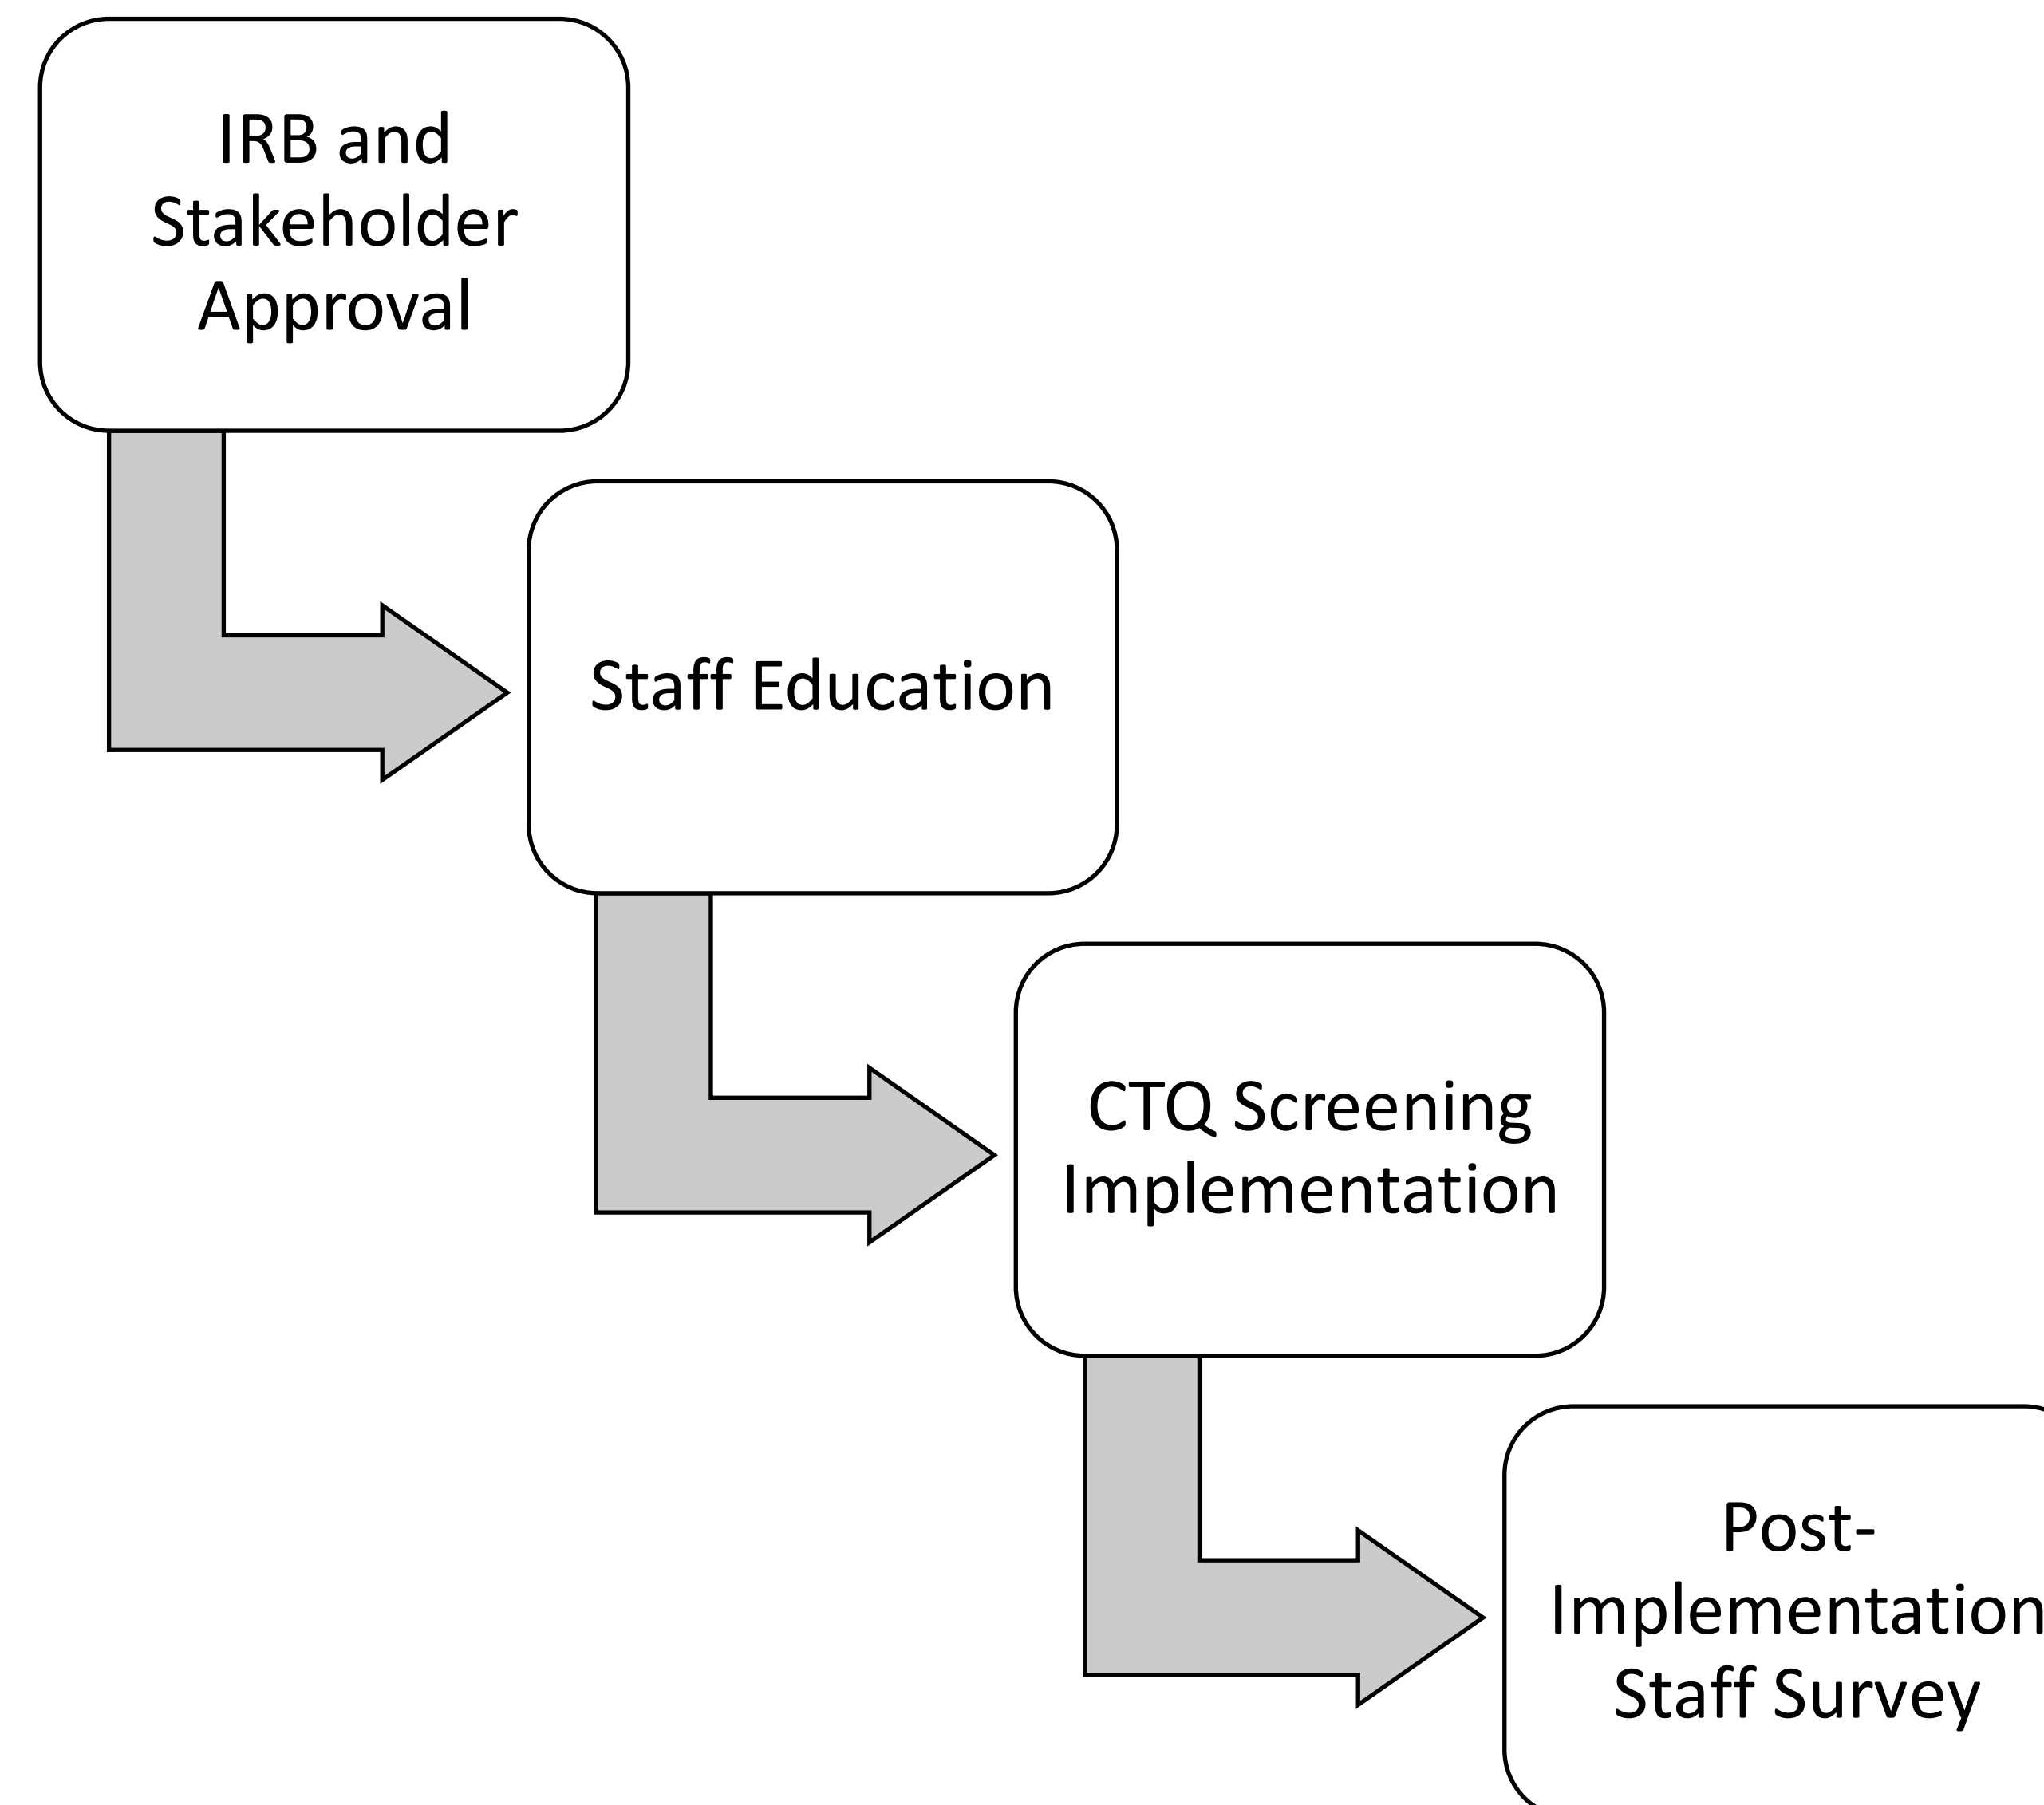 IRB and
Stakeholder
Approval
Staff Education
CTQ Screening
Implementation
Post-
Implementation
Staff Survey